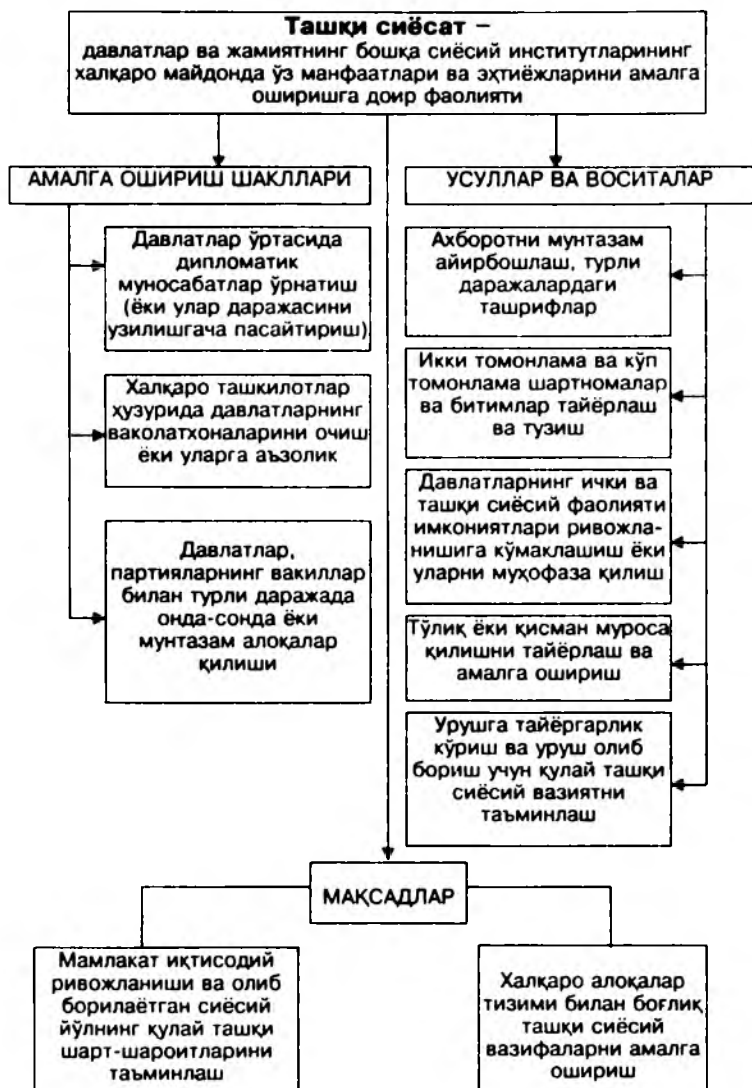 Ташқи сиёсат –
давлатлар ва жамиятнинг бошқа сиёсий институтларининг
халқаро майдонда ўз манфаатлари ва эҳтиёжларини амалга
оширишга доир фаолияти
АМАЛГА ОШИРИШ ШАКЛЛАРИ
Давлатлар ўртасида
дипломатик
муносабатлар ўрнатиш
(ёки улар даражасини
узилишгача пасайтириш)
Халқаро ташкилотлар
ҳузурида давлатларнинг
ваколатхоналарини очиш
ёки уларга аъзолик
Давлатлар,
партияларнинг вакиллар
билан турли даражада
онда-сонда ёки
мунтазам алоқалар
қилиши
УСУЛЛАР ВА ВОСИТАЛАР
Ахборотни мунтазам
айирбошлаш, турли
даражалардаги
ташрифлар
Икки томонлама ва кўп
томонлама шартномалар
ва битимлар тайёрлаш
ва тузиш
Давлатларнинг ички ва
ташқи сиёсий фаолияти
имкониятлари ривожла-
нишига кўмаклашиш ёки
уларни муҳофаза қилиш
Тўлиқ ёки қисман муроса
қилишни тайёрлаш ва
амалга ошириш
Урушга тайёргарлик
кўриш ва уруш олиб
бориш учун қулай ташқи
сиёсий вазиятни
таъминлаш
МАҚСАДЛАР
Мамлакат иқтисодий
ривожланиши ва олиб
борилаётган сиёсий
йўлнинг қулай ташқи
шарт-шароитларини
таъминлаш
Халқаро алоқалар
тизими билан боғлиқ
ташқи сиёсий
вазифаларни амалга
ошириш